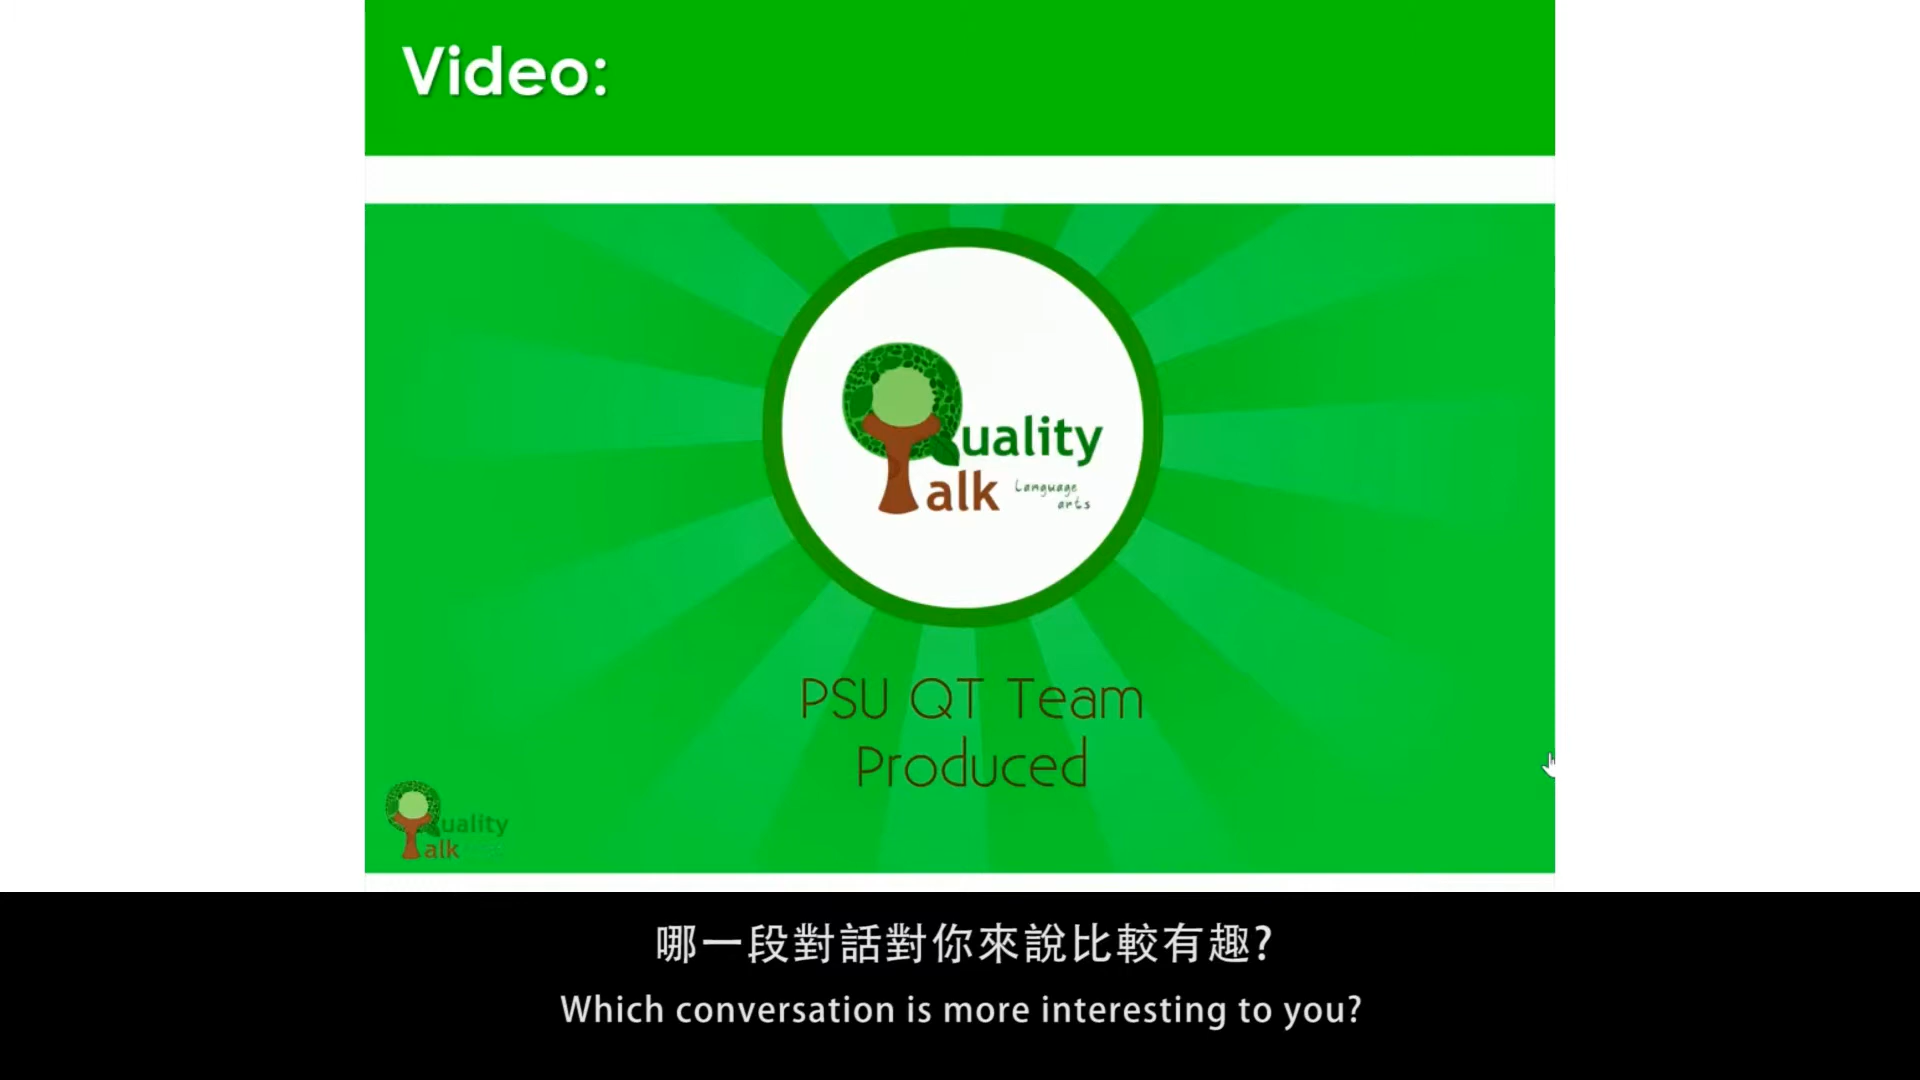 Video:
Quality
Talk Language
arts
PSU QT Team
Produced
Quality
Talk
哪一段對話對你來說比較有趣?
Which conversation is more interesting to you?